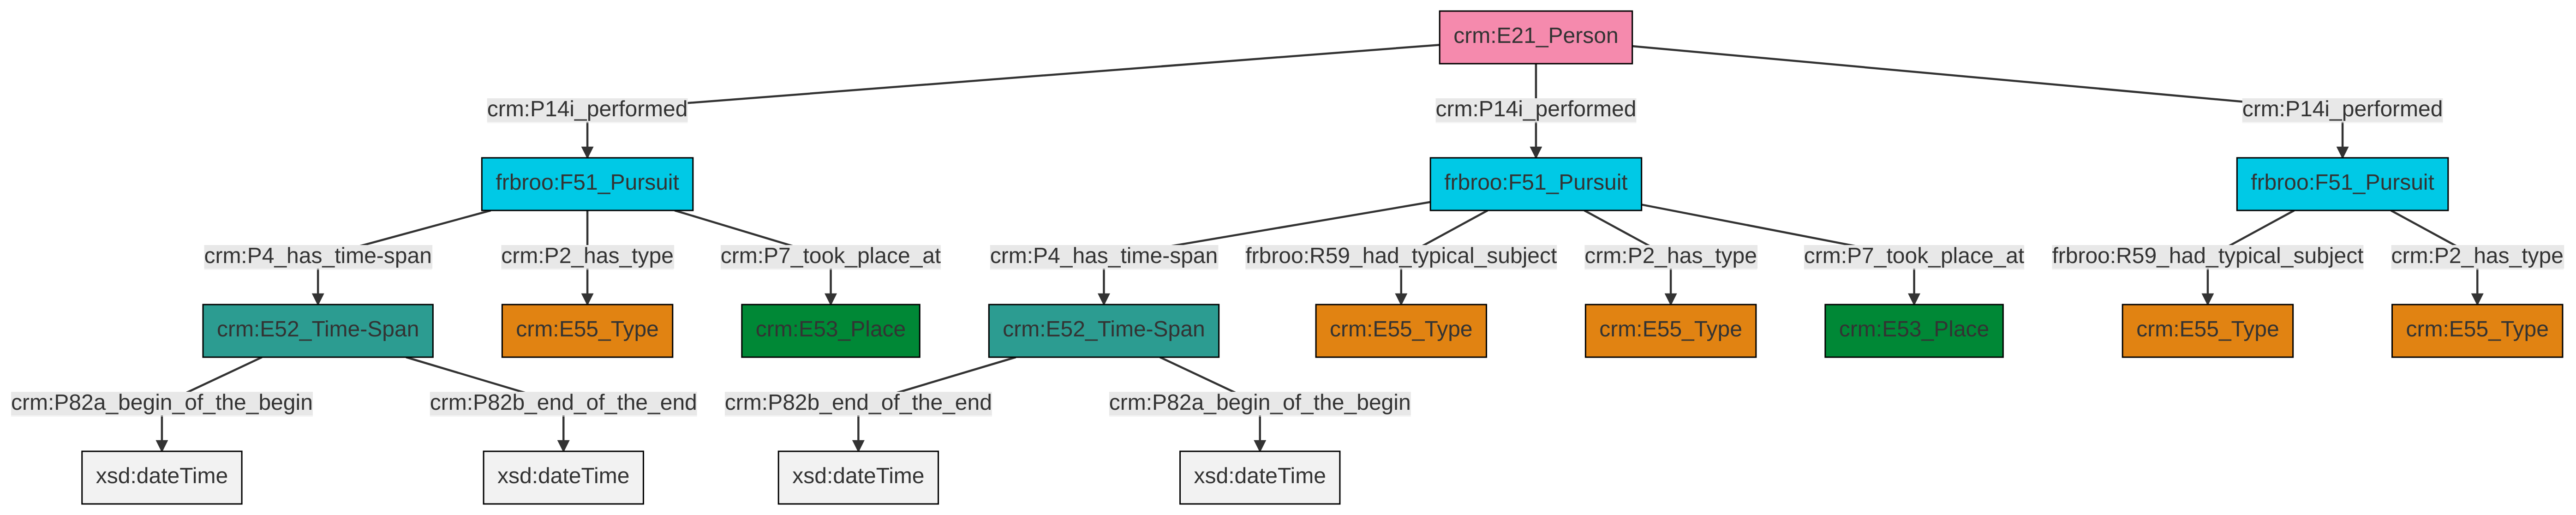 crm:E21_Person
crm:P14i_performed
crm:P14i_performed
crm:P14i_performed
frbroo:F51_Pursuit
frbroo:F51_Pursuit
frbroo:F51_Pursuit
crm:P4_has_time-span
crm:P2_has_type
crm:P7_took_place_at
crm:P4_has_time-span
frbroo:R59_had_typical_subject
crm:P2_has_type
crm:P7_took_place_at
frbroo:R59_had_typical_subject
crm:P2_has_type
crm:E52_Time-Span
crm:E55_Type
crm:E53_Place
crm:E52_Time-Span
crm:E55_Type
crm:E55_Type
crm:E53_Place
crm:E55_Type
crm:E55_Type
crm:P82a_begin_of_the_begin
crm:P82b_end_of_the_end
crm:P82b_end_of_the_end
crm:P82a_begin_of_the_begin
xsd:dateTime
xsd:dateTime
xsd:dateTime
xsd:dateTime